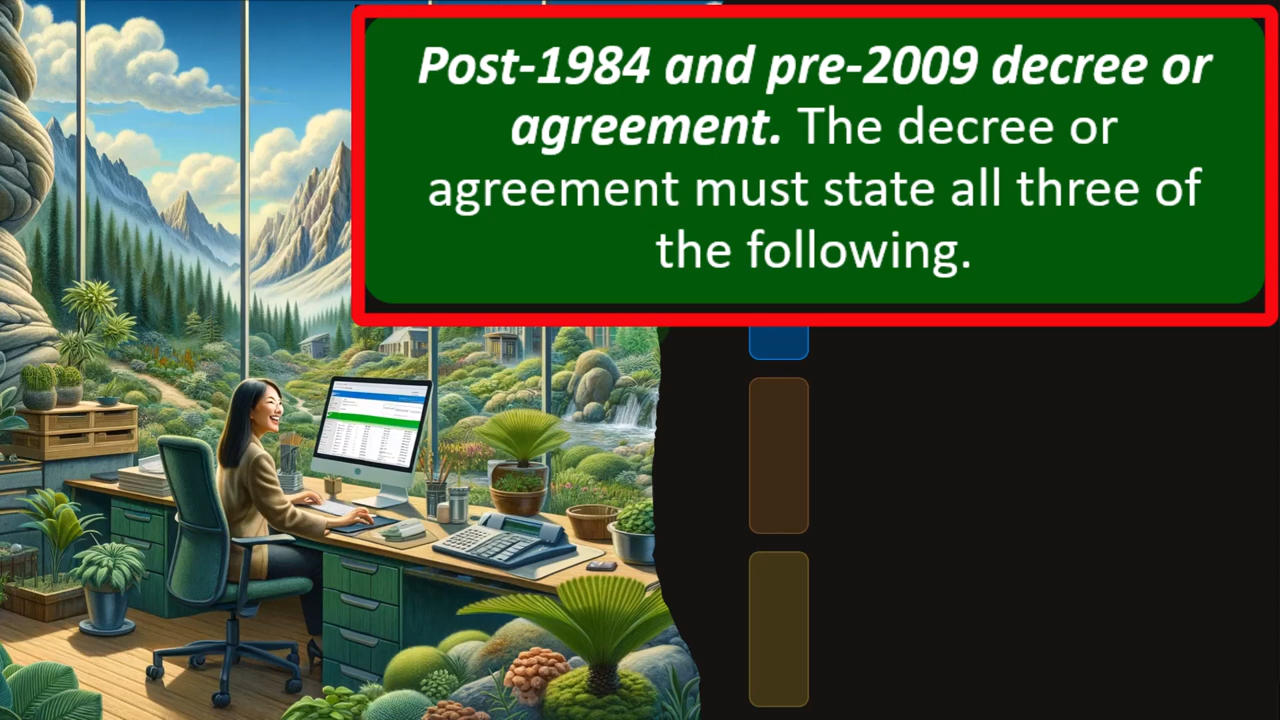 Post-1984 and pre-2009 decree or
agreement. The decree or
agreement must state all three of
the following.